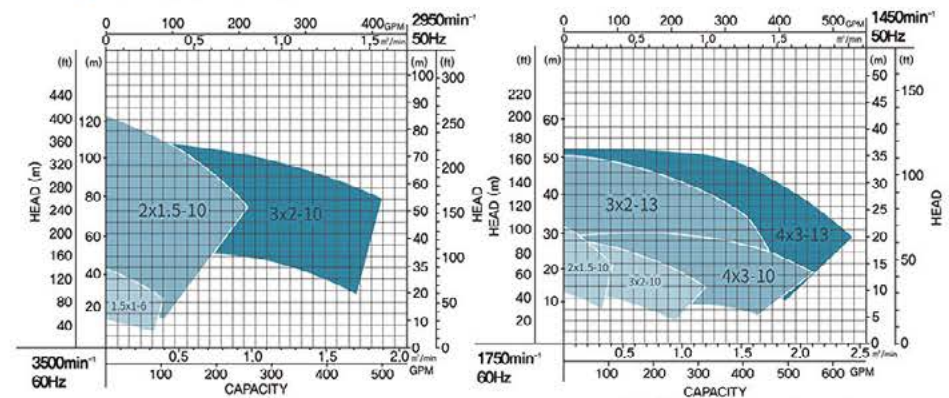 0 100 200 300 400 GPM 2950min⁻¹
0 0,5 1,0 1,5 m³/min 50Hz
(ft) (m) (m) (ft)
440
400
360
320
280
240
200
160
120
80
40
120
100
80
60
40
20
HEAD (m)
2x1.5-10
3x2-10
1.5x1-6
100
90
80
70
60
50
40
35
20
10
0
300
250
200
150
100
50
0
0,5 1,0 1,5 2,0 m³/min
3500min⁻¹
60Hz
100 200 300 400 500 GPM
CAPACITY
0 100 200 300 400 500 GPM 1450min⁻¹
0 0,5 1,0 1,5 m³/min 50Hz
(ft) (m) (m) (ft)
220
200
180
160
140
120
100
80
60
40
20
60
50
40
30
20
10
HEAD (m)
3x2-13
4x3-13
2x1.5-10
3x2-10
4x3-10
50
45
40
35
30
25
20
15
10
5
0
150
100
50
0
HEAD
0.5 1.0 1.5 2.0 2.5 m³/min
1750min⁻¹
60Hz
100 200 300 400 500 600 GPM
CAPACITY